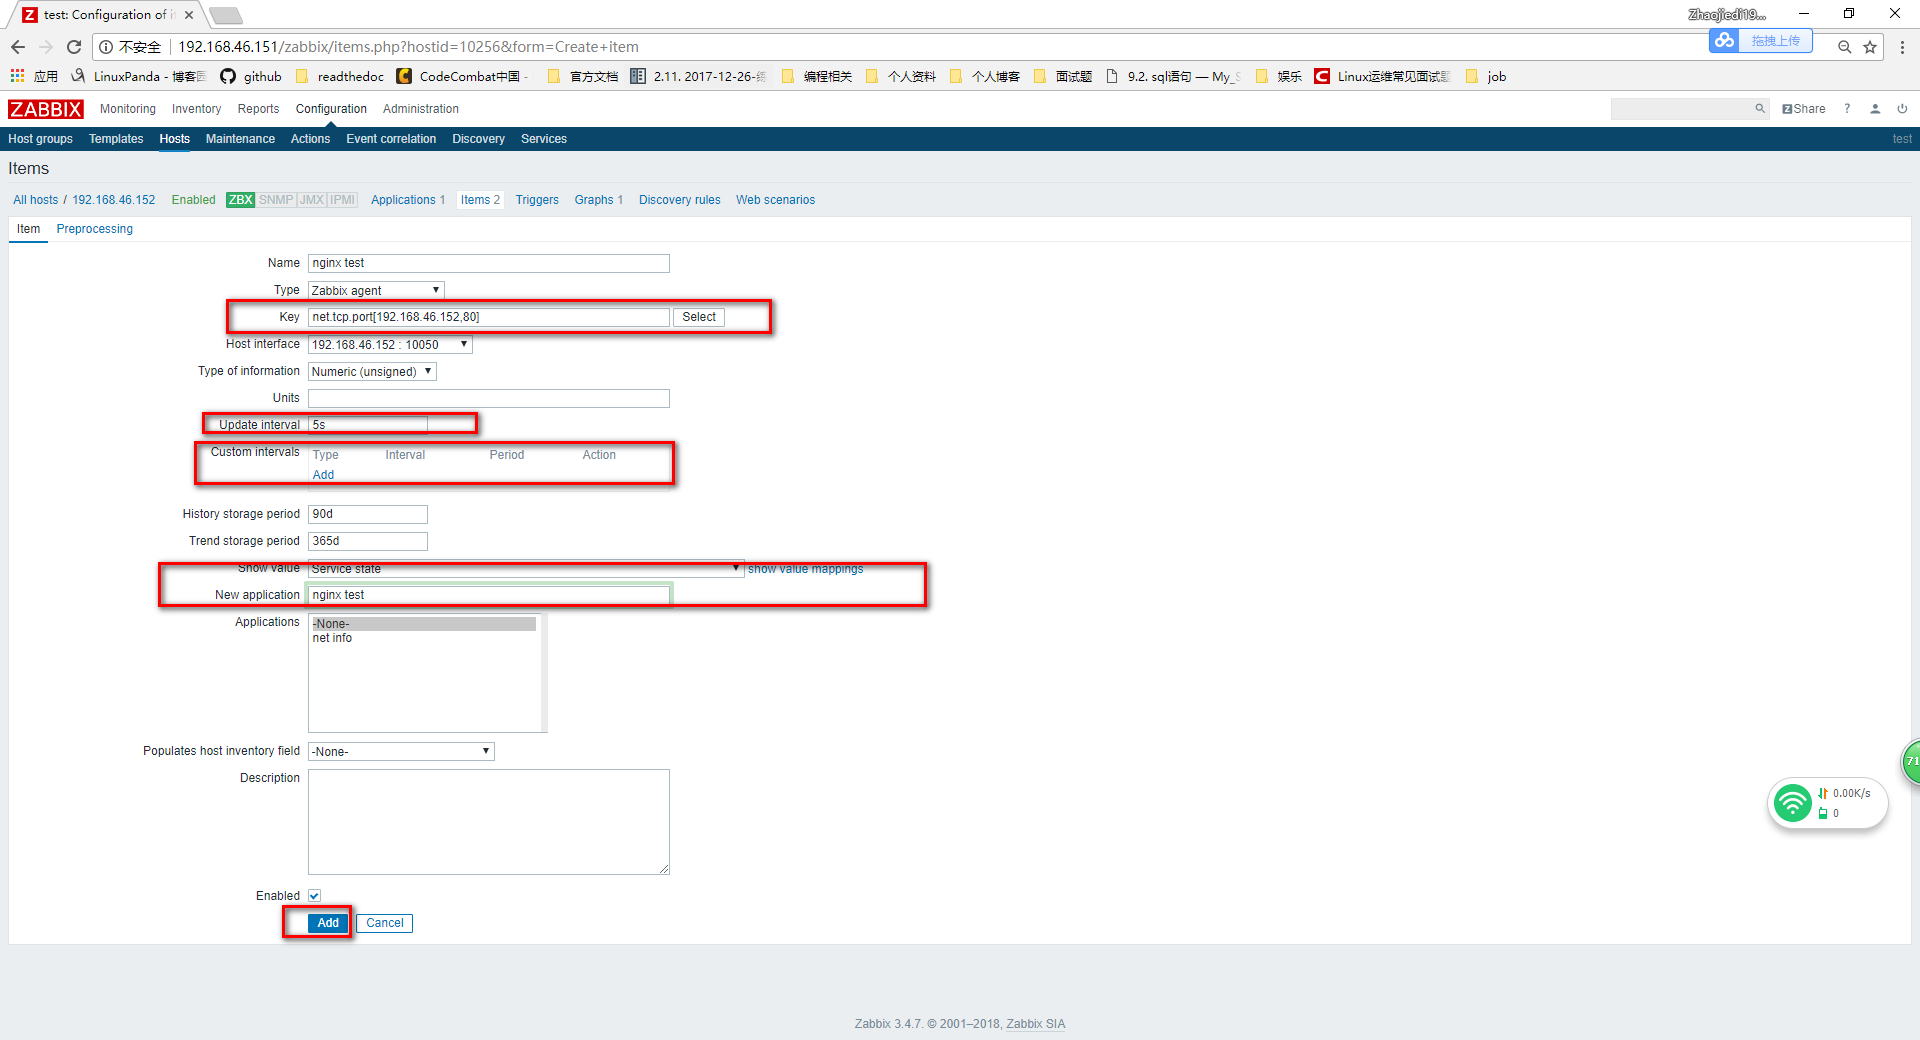 test: Configuration of i
Zhaojiedi19...
不安全 192.168.46.151/zabbix/items.php?hostid=10256&form=Create+item
拖拽上传
应用 LinuxPanda - 博客园 github readthedoc CodeCombat中国 - 官方文档 2.11. 2017-12-26- 编程相关 个人资料 个人博客 面试题 9.2. sql语句 — My_S 娱乐 Linux运维常见面试题 job
ZABBIX Monitoring Inventory Reports Configuration Administration Z Share ?
Host groups Templates Hosts Maintenance Actions Event correlation Discovery Services test
Items
All hosts / 192.168.46.152 Enabled ZBX SNMP JMX IPMI Applications 1 Items 2 Triggers Graphs 1 Discovery rules Web scenarios
Item Preprocessing
Name nginx test
Type Zabbix agent
Key net.tcp.port[192.168.46.152,80] Select
Host interface 192.168.46.152 : 10050
Type of information Numeric (unsigned)
Units
Update interval 5s
Custom intervals Type Interval Period Action
Add
History storage period 90d
Trend storage period 365d
Show value Service state show value mappings
New application nginx test
Applications -None-
net info
Populates host inventory field -None-
Description
Enabled
Add Cancel
71
0.00K/s
0
Zabbix 3.4.7. © 2001–2018, Zabbix SIA